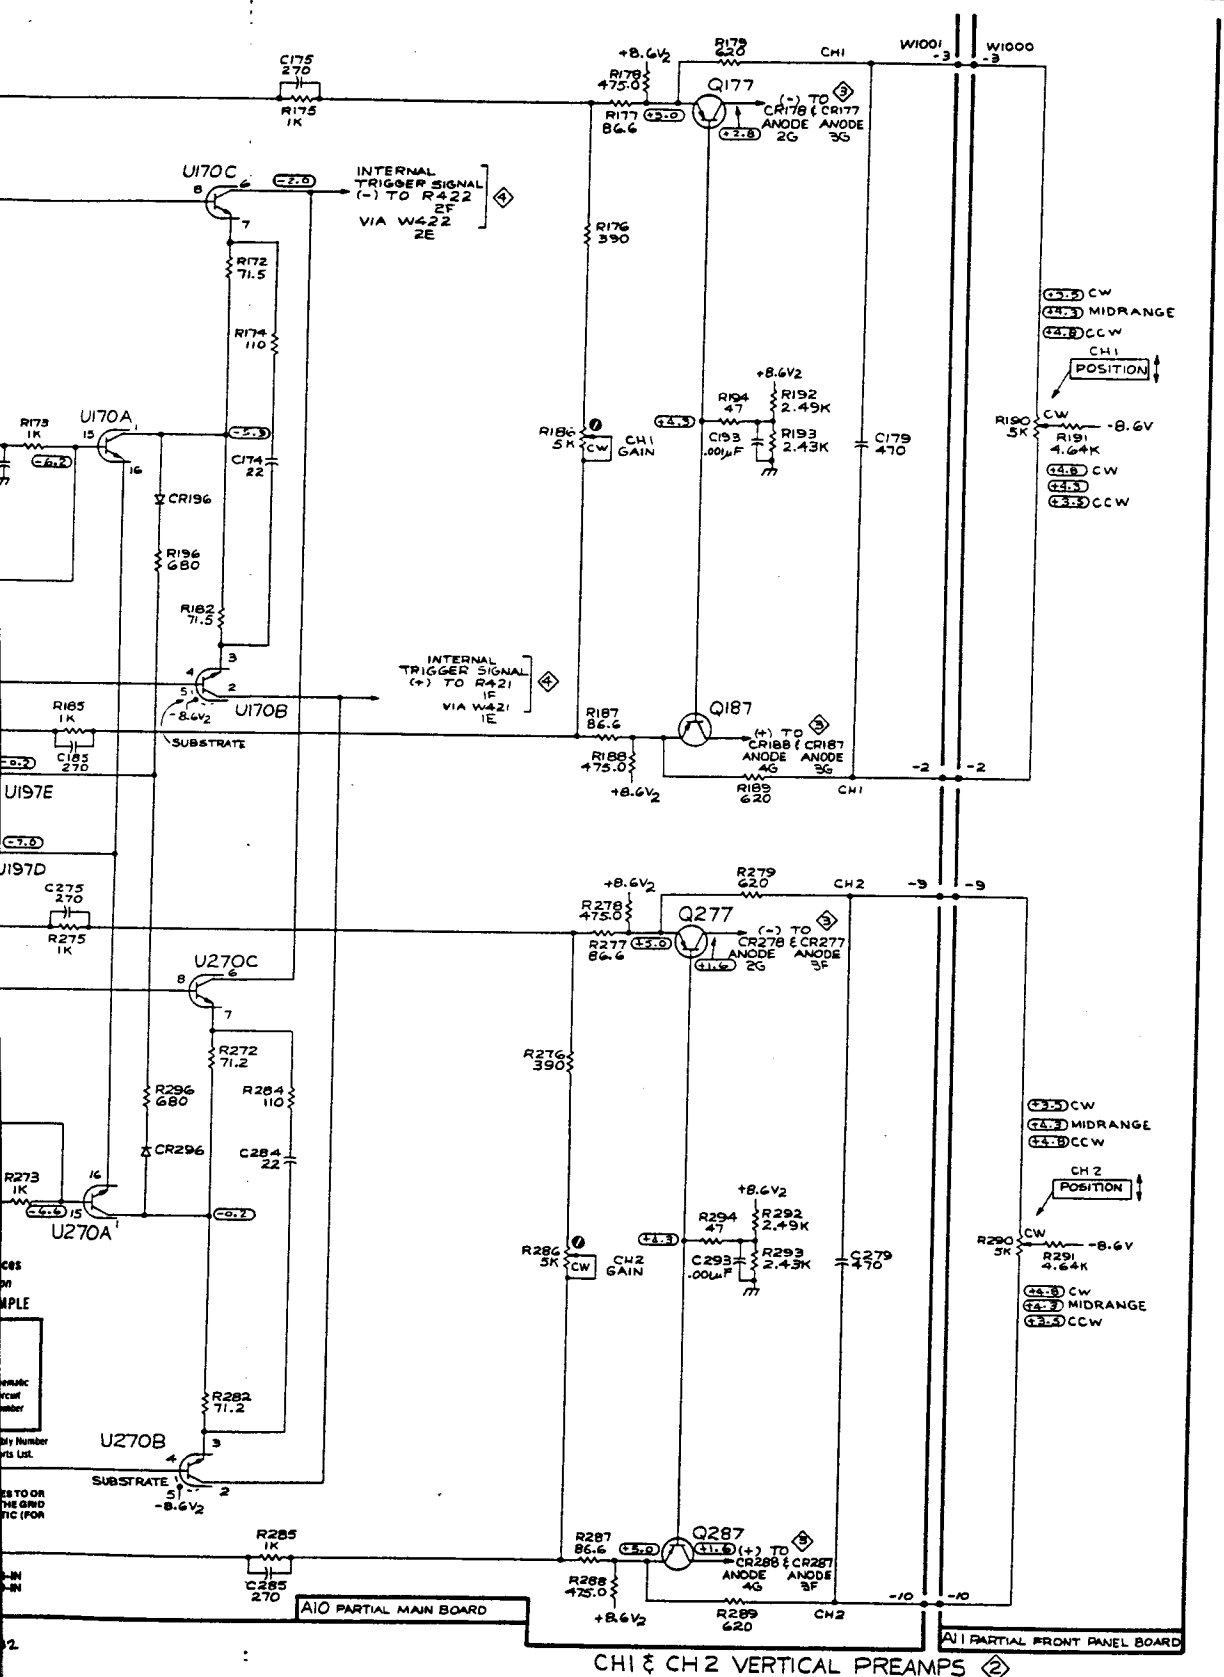 C175
270
R175
1K
+8.6V2
R178
475.0
R179
620
CH1
W1001
W1000
-3
-3
Q177
R177
86.6
+5.0
+2.8
(-) TO 3
CR178 & CR177
ANODE ANODE
2G 3G
U170C
8
6
7
-2.0
INTERNAL
TRIGGER SIGNAL
(-) TO R422
2F
VIA W422
2E
4
R172
71.5
R174
110
R176
390
+3.5 CW
+4.3 MIDRANGE
+4.8 CCW
CH1
POSITION
R190
5K
CW
R191
4.64K
-8.6V
+4.8 CW
+4.3
+3.5 CCW
R173
1K
-6.2
U170A
15
1
16
C174
22
CR196
R196
680
R186
5K
CW
CH1
GAIN
+4.3
R194
47
+8.6V2
R192
2.49K
C193
.001µF
R193
2.43K
C179
470
R182
71.5
4
3
5
2
-8.6V2
U170B
SUBSTRATE
INTERNAL
TRIGGER SIGNAL
(+) TO R421
1F
VIA W421
1E
4
R185
1K
C185
270
-0.2
U197E
R187
86.6
R188
475.0
+8.6V2
Q187
(+) TO 3
CR188 & CR187
ANODE ANODE
4G 3G
R189
620
CH1
-2
-2
-7.0
U197D
C275
270
R275
1K
+8.6V2
R278
475.0
R279
620
CH2
-9
-9
Q277
R277
86.6
+5.0
+1.6
(-) TO 3
CR278 & CR277
ANODE ANODE
2G 3F
U270C
8
6
7
R272
71.2
R284
110
R296
680
CR296
C284
22
R276
390
+3.5 CW
+4.3 MIDRANGE
+4.8 CCW
CH 2
POSITION
R290
5K
CW
R291
4.64K
-8.6V
+4.8 CW
+4.3 MIDRANGE
+3.5 CCW
R273
1K
-6.6
16
15
1
U270A
-0.2
R286
5K
CW
CH2
GAIN
+4.3
R294
47
+8.6V2
R292
2.49K
C293
.001µF
R293
2.43K
C279
470
R282
71.2
U270B
4
3
5
2
SUBSTRATE
-8.6V2
R285
1K
C285
270
R287
86.6
R288
475.0
+8.6V2
+5.0
Q287
+1.6
(+) TO 3
CR288 & CR287
ANODE ANODE
4G 3F
R289
620
CH2
-10
-10
A10 PARTIAL MAIN BOARD
A11 PARTIAL FRONT PANEL BOARD
CH1 & CH2 VERTICAL PREAMPS 2